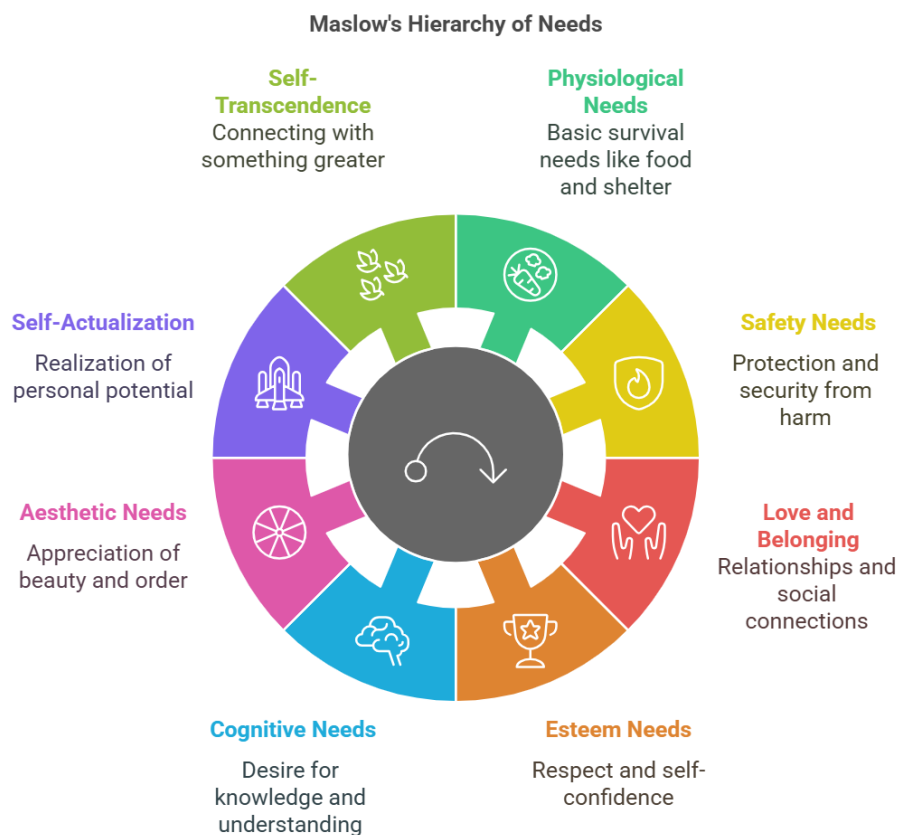 Maslow's Hierarchy of Needs
Self-
Transcendence
Connecting with
something greater
Physiological
Needs
Basic survival
needs like food
and shelter
Self-Actualization
Realization of
personal potential
Safety Needs
Protection and
security from
harm
Aesthetic Needs
Appreciation of
beauty and order
Love and
Belonging
Relationships and
social
connections
Cognitive Needs
Desire for
knowledge and
understanding
Esteem Needs
Respect and self-
confidence